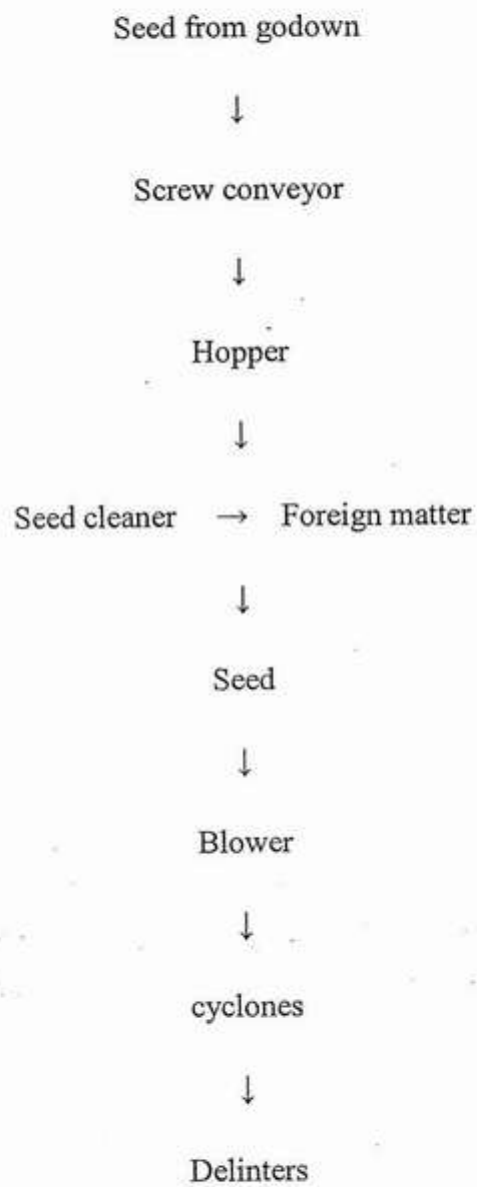 Seed from godown
↓
Screw conveyor
↓
Hopper
↓
Seed cleaner → Foreign matter
↓
Seed
↓
Blower
↓
cyclones
↓
Delinters